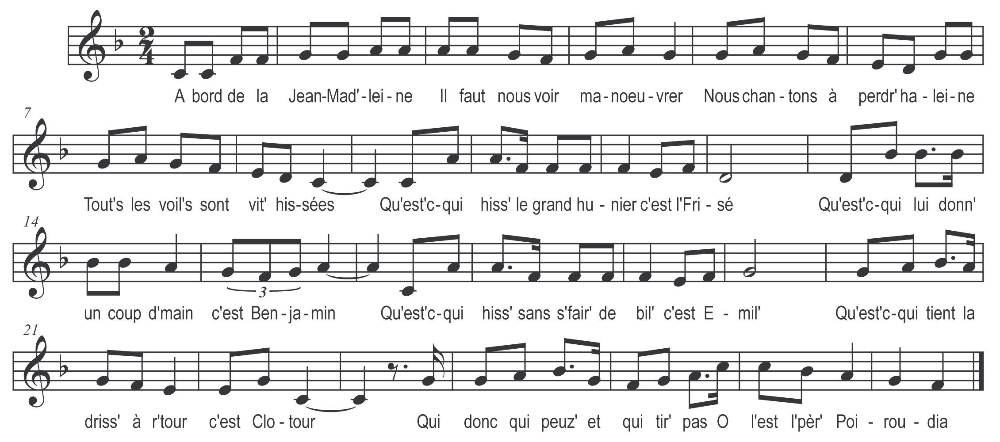 2
4
A bord de la Jean-Mad'-lei-ne Il faut nous voir ma-noeu-vrer Nous chan-tons à perdr' ha-lei-ne
7
Tout's les voil's sont vit' his-sées Qu'est'c-qui hiss' le grand hu-nier c'est l'Fri-sé Qu'est'c-qui lui donn'
14
3
un coup d'main c'est Ben-ja-min Qu'est'c-qui hiss' sans s'fair' de bil' c'est E-mil' Qu'est'c-qui tient la
21
driss' à r'tour c'est Clo-tour Qui donc qui peuz' et qui tir' pas O l'est l'pèr' Poi-rou-dia